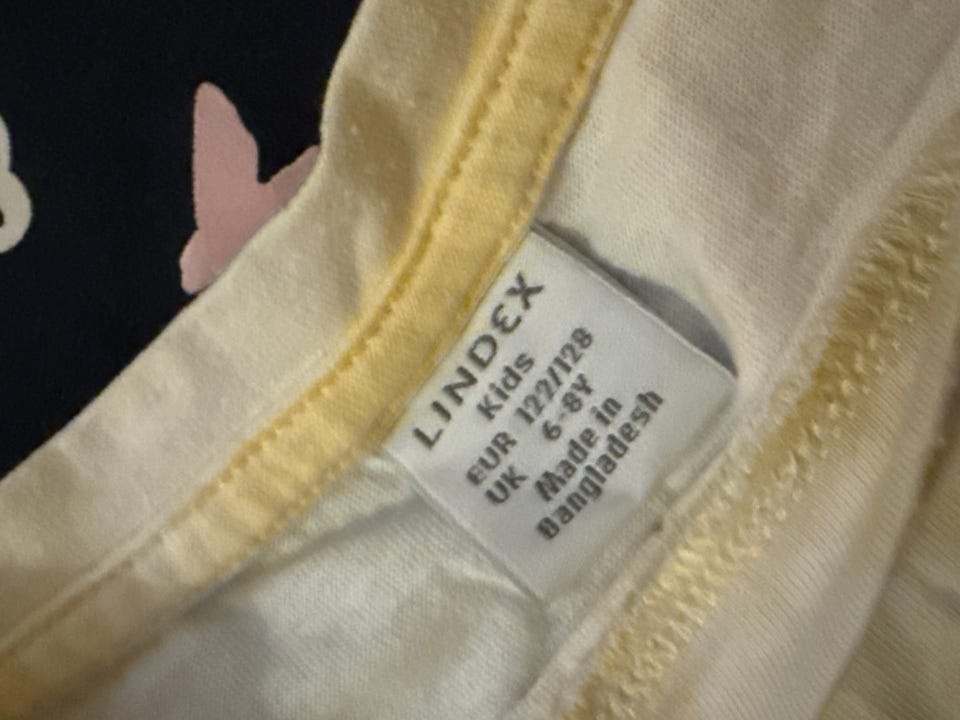 LINDEX
Kids
EUR 122/128
UK 6-8Y
Made in
Bangladesh